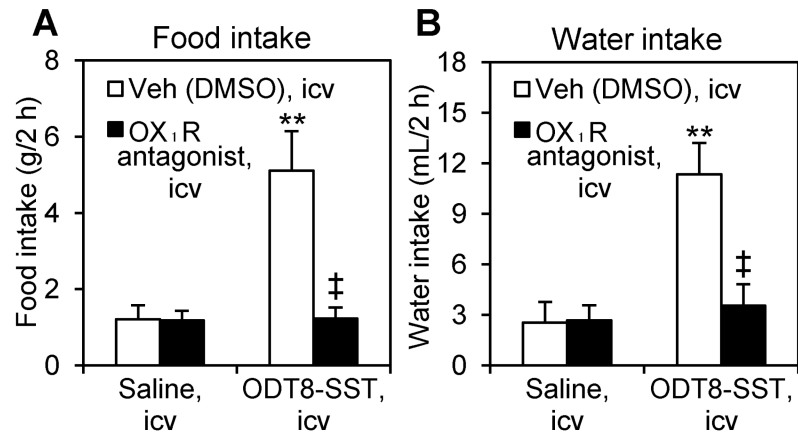 A
Food intake
Food intake (g/2 h)
8
6
4
2
0
Veh (DMSO), icv
OX₁R
antagonist,
icv
**
‡
Saline,
icv
ODT8-SST,
icv
B
Water intake
Water intake (mL/2 h)
18
15
12
9
6
3
0
Veh (DMSO), icv
OX₁R
antagonist,
icv
**
‡
Saline,
icv
ODT8-SST,
icv